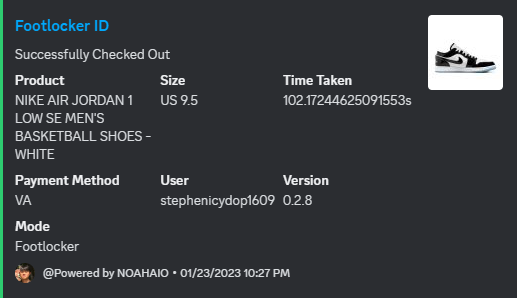 Footlocker ID
Successfully Checked Out
Product Size Time Taken
NIKE AIR JORDAN 1 US 9.5 102.17244625091553s
LOW SE MEN'S
BASKETBALL SHOES -
WHITE
Payment Method User Version
VA stephenicydop1609 0.2.8
Mode
Footlocker
@Powered by NOAHAIO • 01/23/2023 10:27 PM